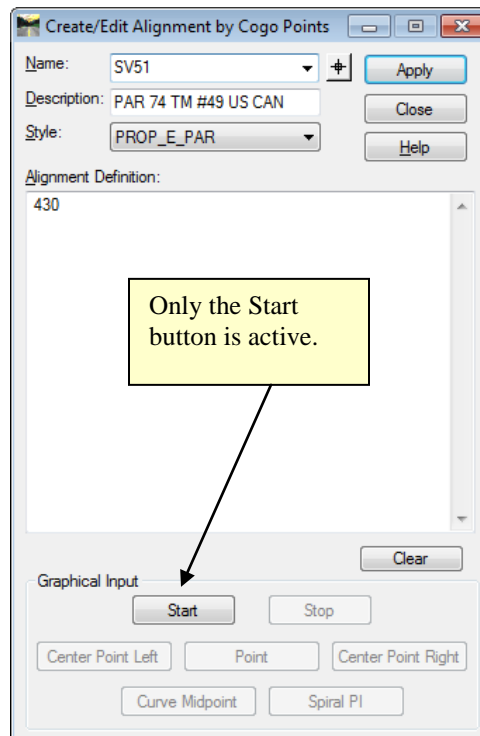 Create/Edit Alignment by Cogo Points
Name: SV51 Apply
Description: PAR 74 TM #49 US CAN Close
Style: PROP_E_PAR Help
Alignment Definition:
430
Only the Start
button is active.
Clear
Graphical Input
Start Stop
Center Point Left Point Center Point Right
Curve Midpoint Spiral PI